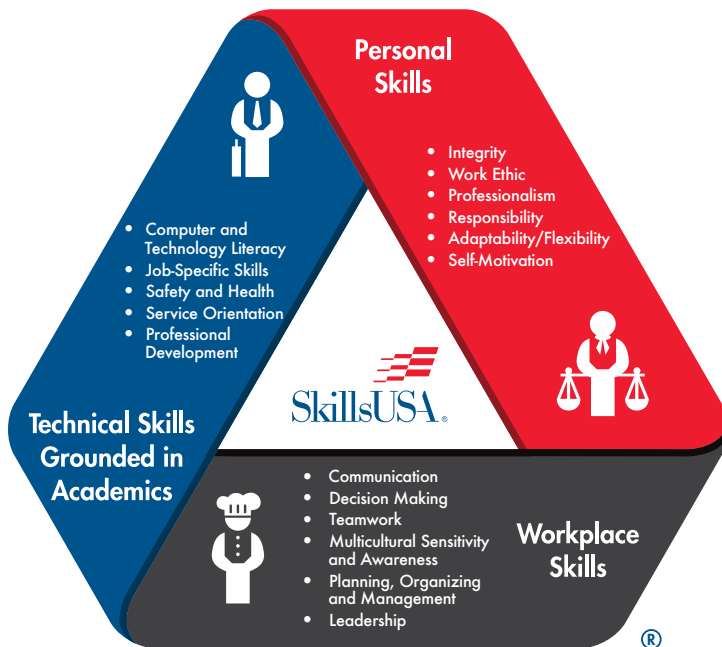 Personal
Skills
• Integrity
• Work Ethic
• Professionalism
• Responsibility
• Adaptability/Flexibility
• Self-Motivation
• Computer and
Technology Literacy
• Job-Specific Skills
• Safety and Health
• Service Orientation
• Professional
Development
Technical Skills
Grounded in
Academics
SkillsUSA®
• Communication
• Decision Making
• Teamwork
• Multicultural Sensitivity
and Awareness
• Planning, Organizing
and Management
• Leadership
Workplace
Skills
®